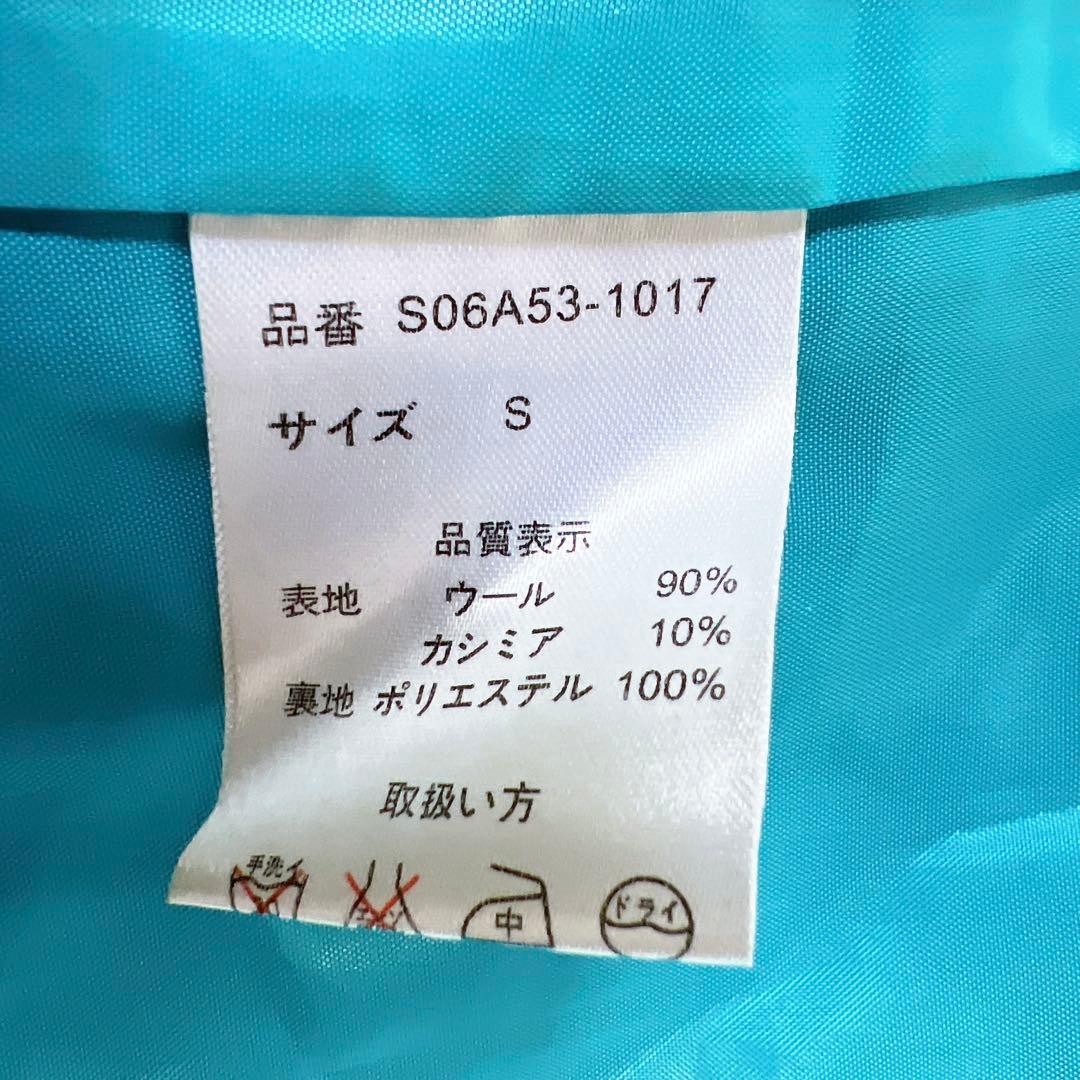 品番 S06A53-1017
サイズ S
品質表示
表地 ウール 90%
カシミア 10%
裏地 ポリエステル 100%
取扱い方
手洗イ
中
ドライ